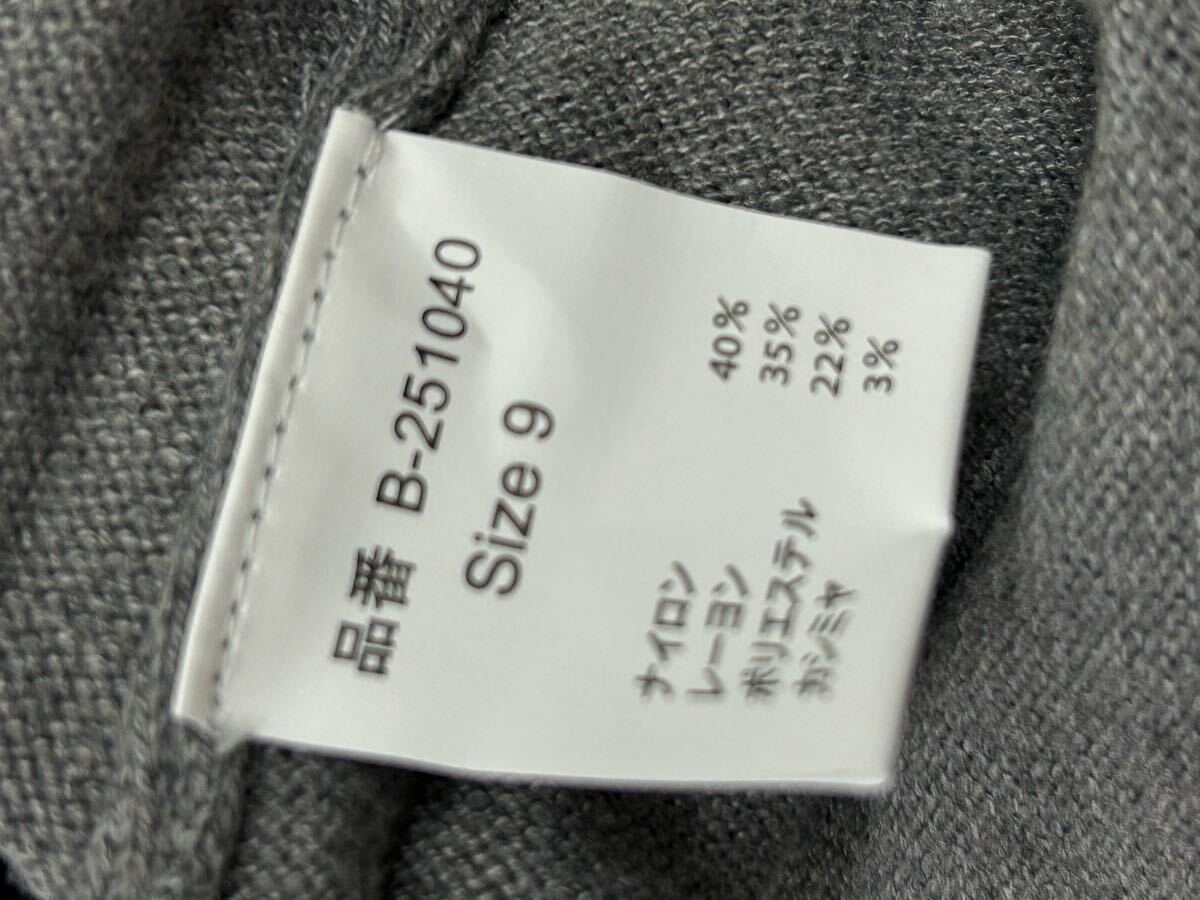 品番 B-251040
Size 9
ナイロン 40%
レーヨン 35%
ポリエステル 22%
カシミヤ 3%